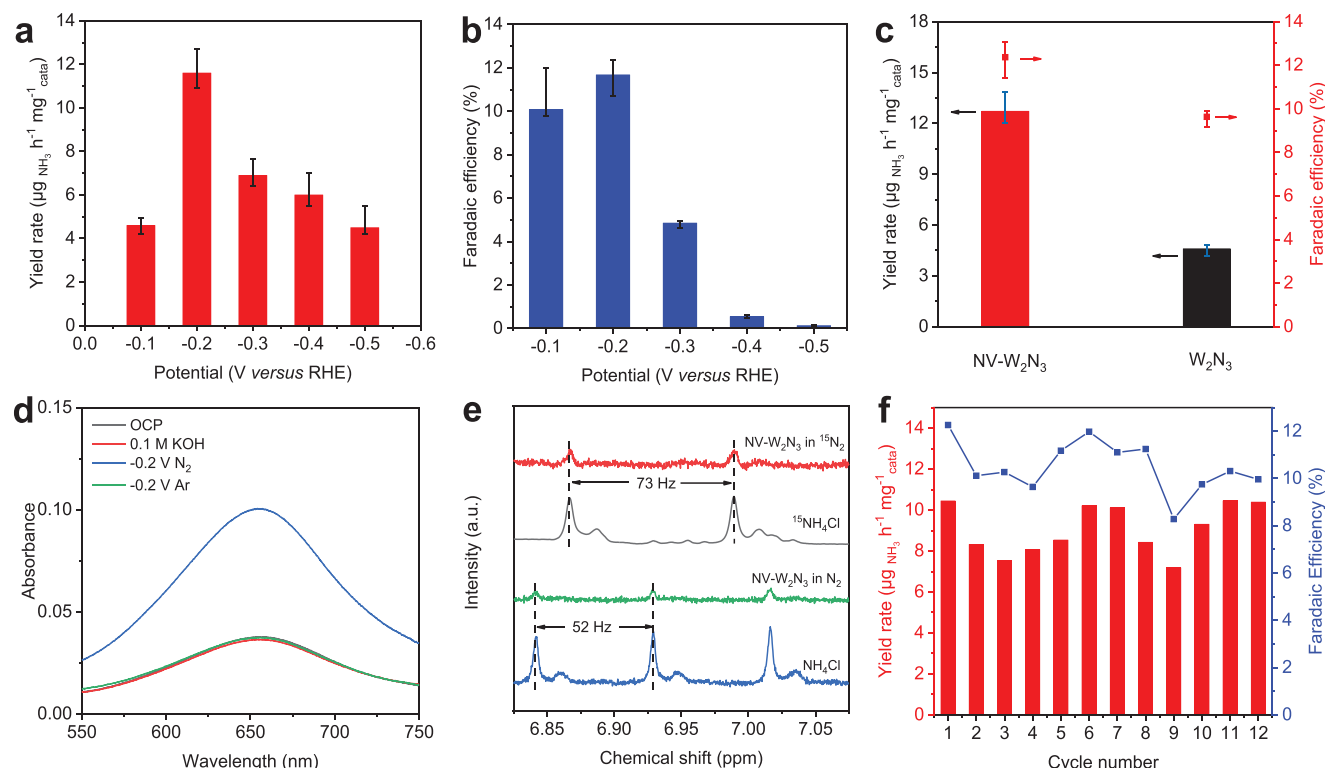 a
14
12
10
8
6
4
2
0
Yield rate (µg NH₃ h⁻¹ mg⁻¹cata)
0.0 -0.1 -0.2 -0.3 -0.4 -0.5 -0.6
Potential (V versus RHE)
b
14
12
10
8
6
4
2
0
Faradaic efficiency (%)
-0.1 -0.2 -0.3 -0.4 -0.5
Potential (V versus RHE)
c
18
15
12
9
6
3
0
Yield rate (µg NH₃ h⁻¹ mg⁻¹cata)
14
12
10
8
6
4
2
0
Faradaic efficiency (%)
NV-W₂N₃ W₂N₃
d
0.15
0.10
0.05
0.00
Absorbance
OCP
0.1 M KOH
-0.2 V N₂
-0.2 V Ar
550 600 650 700 750
Wavelength (nm)
e
Intensity (a.u.)
NV-W₂N₃ in ¹⁵N₂
73 Hz
¹⁵NH₄Cl
NV-W₂N₃ in N₂
52 Hz
NH₄Cl
6.85 6.90 6.95 7.00 7.05
Chemical shift (ppm)
f
14
12
10
8
6
4
2
0
Yield rate (µg NH₃ h⁻¹ mg⁻¹cata)
12
10
8
6
4
2
0
Faradaic Efficiency (%)
1 2 3 4 5 6 7 8 9 10 11 12
Cycle number